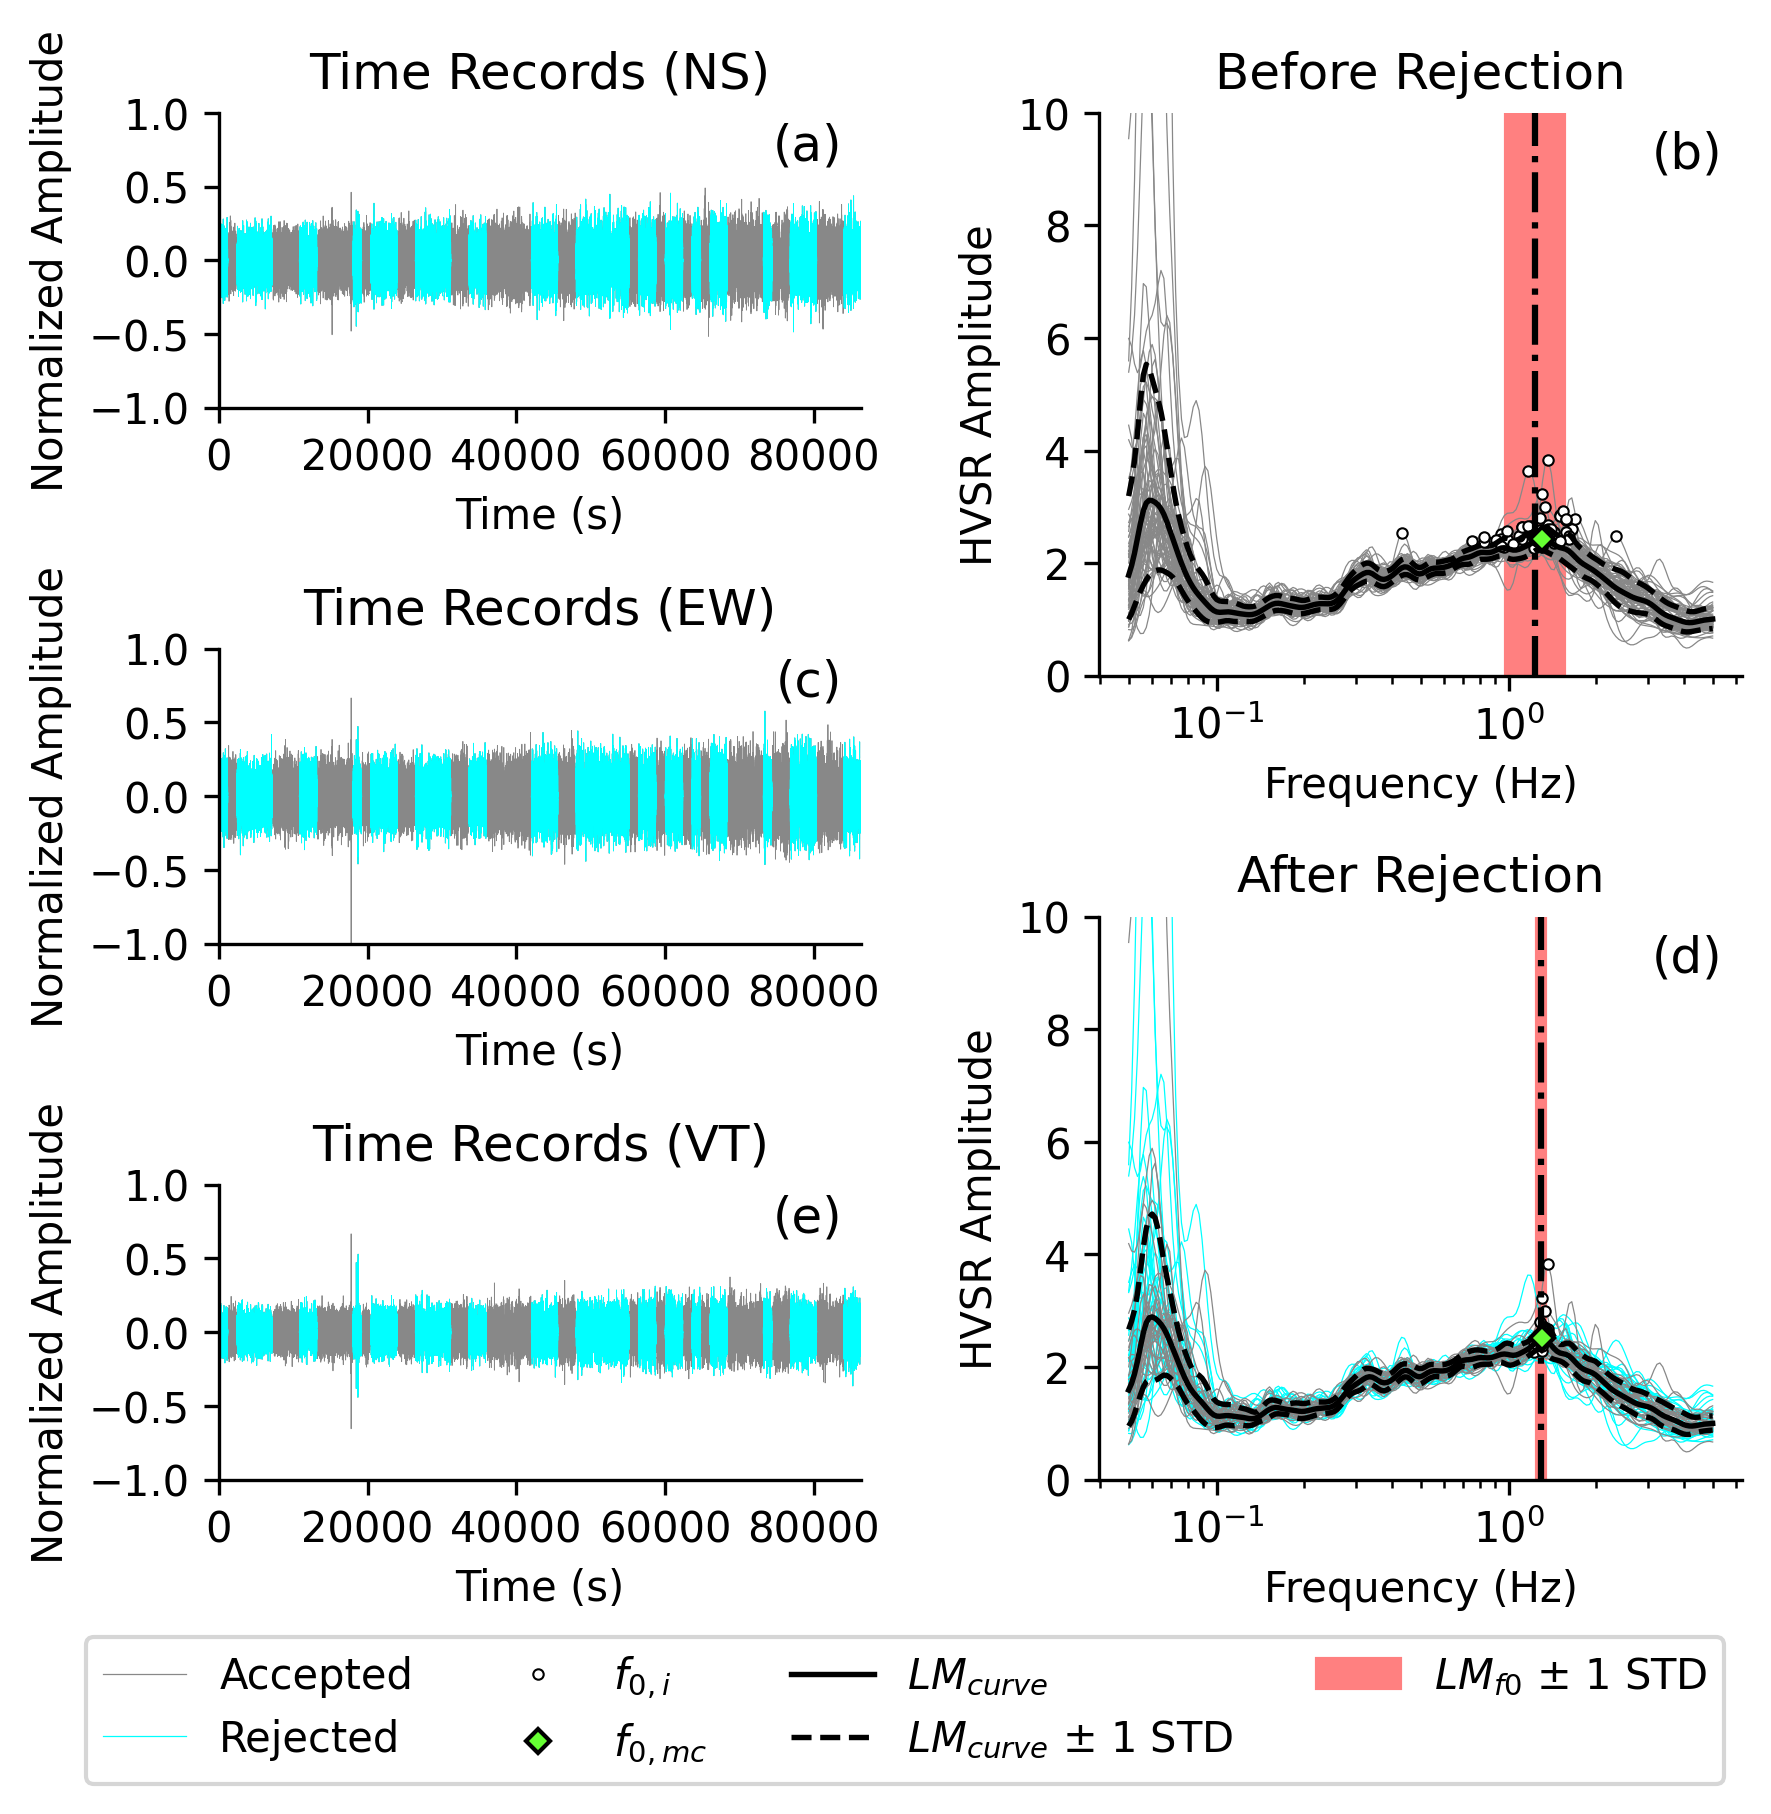 Time Records (NS)
Normalized Amplitude
1.0
0.5
0.0
−0.5
−1.0
(a)
0 20000 40000 60000 80000
Time (s)
Before Rejection
HVSR Amplitude
10
8
6
4
2
0
(b)
10⁻¹ 10⁰
Frequency (Hz)
Time Records (EW)
Normalized Amplitude
1.0
0.5
0.0
−0.5
−1.0
(c)
0 20000 40000 60000 80000
Time (s)
After Rejection
HVSR Amplitude
10
8
6
4
2
0
(d)
10⁻¹ 10⁰
Frequency (Hz)
Time Records (VT)
Normalized Amplitude
1.0
0.5
0.0
−0.5
−1.0
(e)
0 20000 40000 60000 80000
Time (s)
Accepted
Rejected
f0,i
f0,mc
LMcurve
LMcurve ± 1 STD
LMf0 ± 1 STD